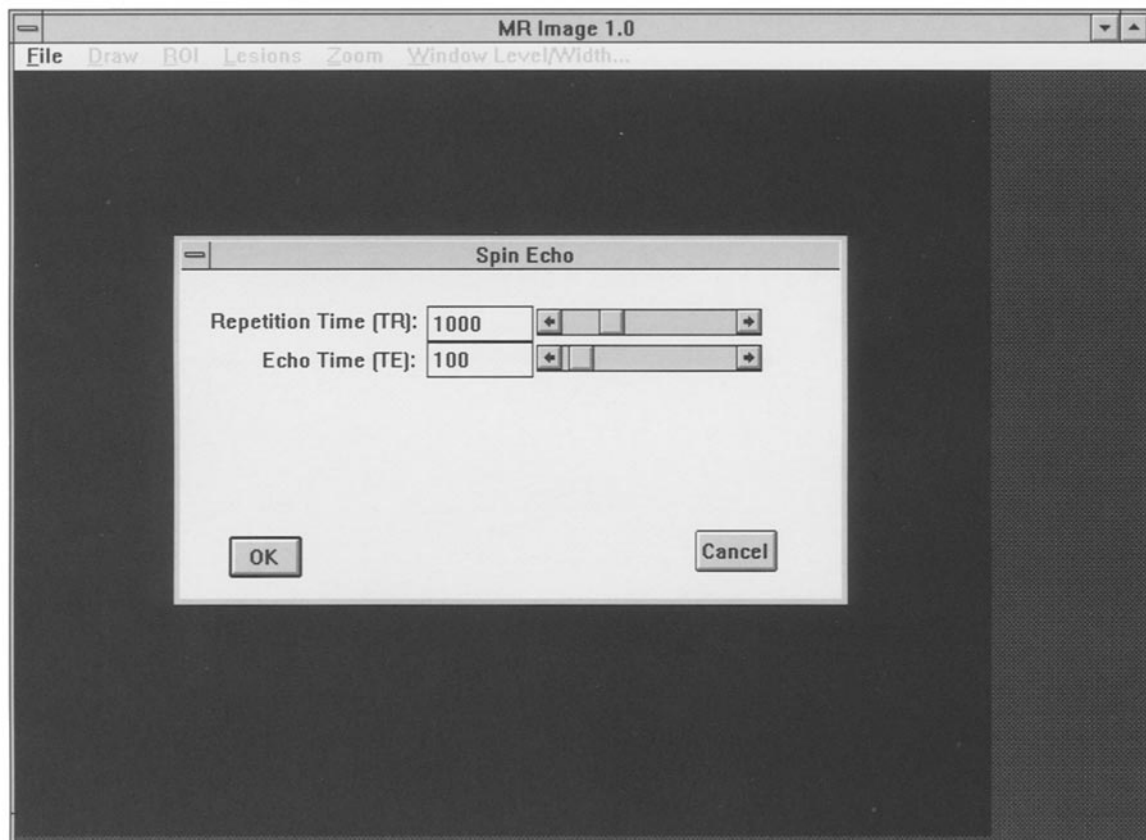 MR Image 1.0
File Draw ROI Lesions Zoom Window Level/Width...
Spin Echo
Repetition Time (TR): 1000
Echo Time (TE): 100
OK Cancel